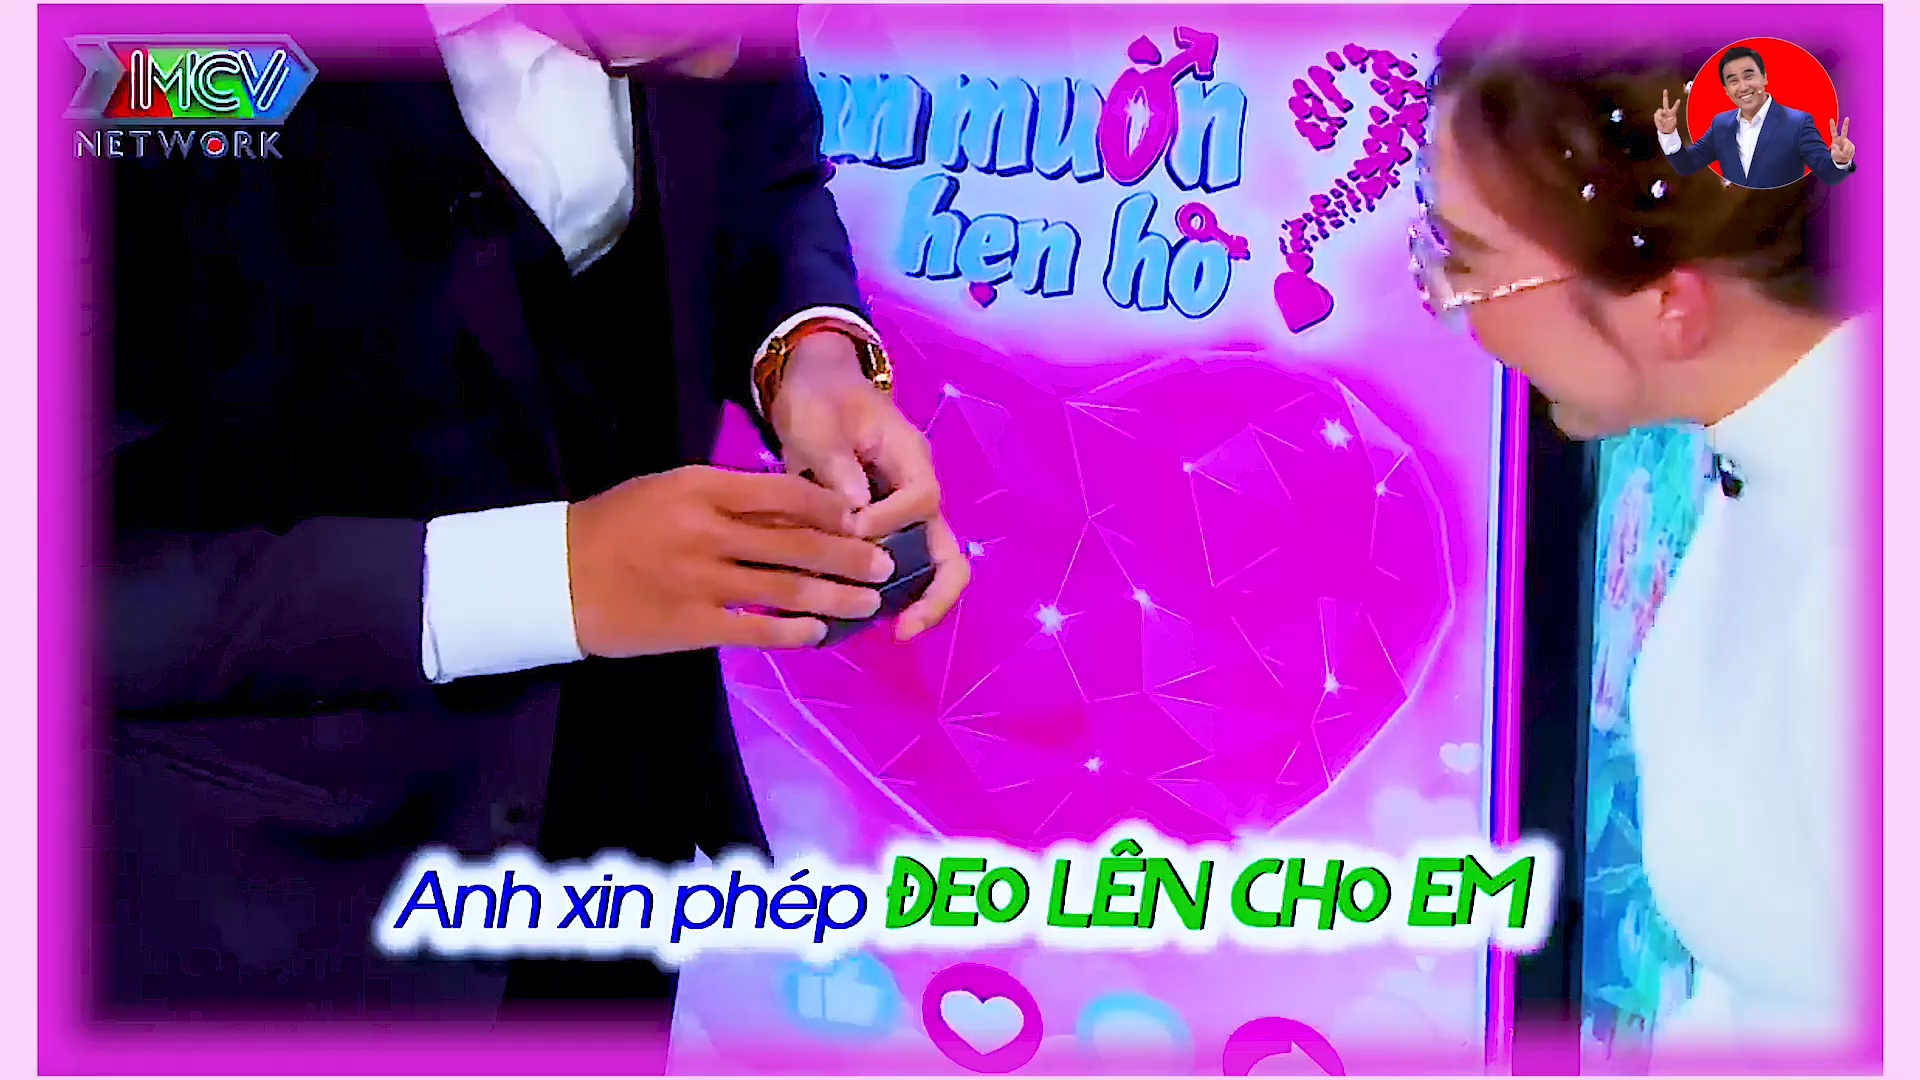 MCV
NETWORK
muốn
hẹn hò
Anh xin phép ĐEO LÊN CHO EM